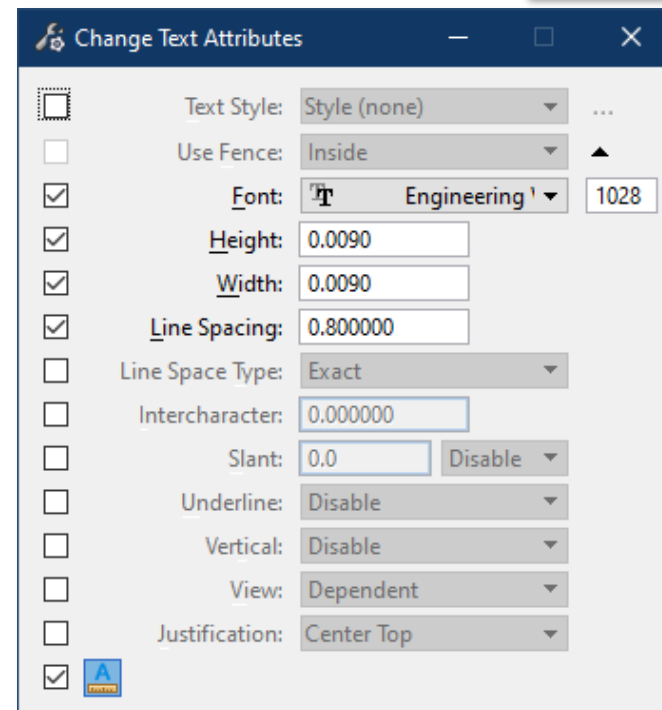 Change Text Attributes
Text Style: Style (none) ...
Use Fence: Inside
Font: Engineering 1028
Height: 0.0090
Width: 0.0090
Line Spacing: 0.800000
Line Space Type: Exact
Intercharacter: 0.000000
Slant: 0.0 Disable
Underline: Disable
Vertical: Disable
View: Dependent
Justification: Center Top
A